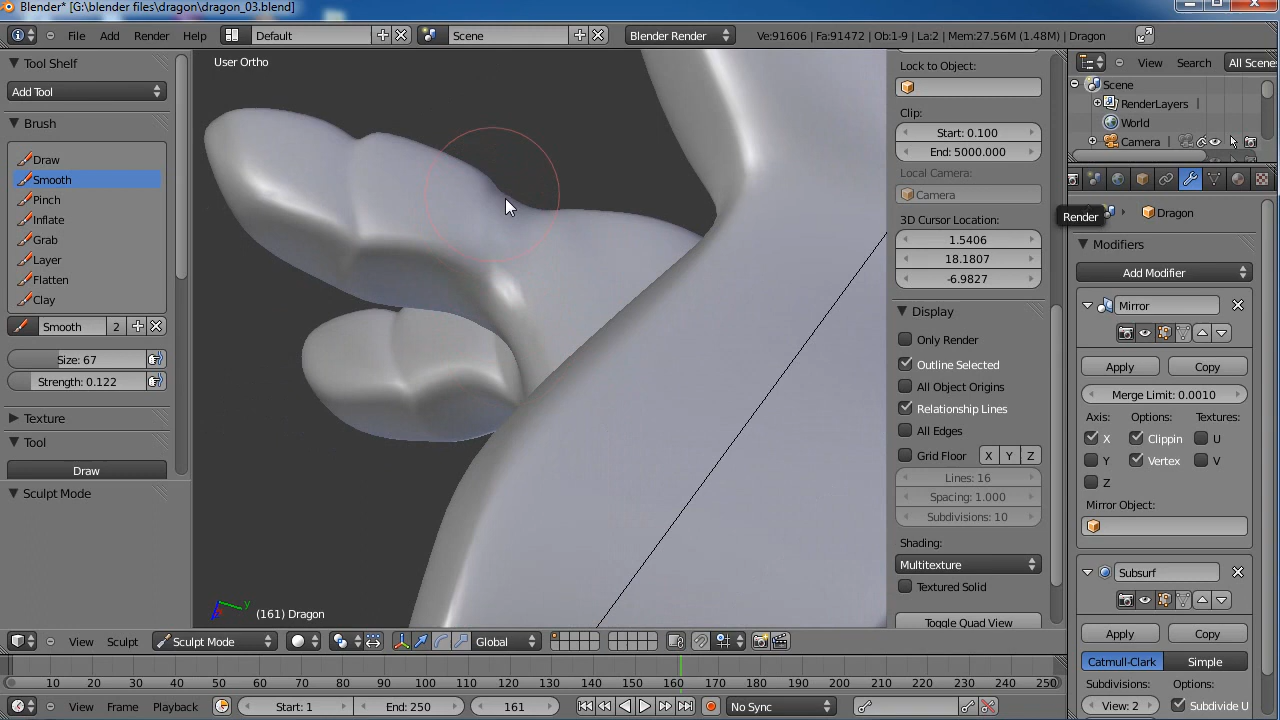 Blender* [G:\blender files\dragon\dragon_03.blend]
File Add Render Help Default Scene Blender Render Ve:91606 | Fa:91472 | Ob:1-9 | La:2 | Mem:27.56M (1.48M) | Dragon
Tool Shelf
Add Tool
Brush
Draw
Smooth
Pinch
Inflate
Grab
Layer
Flatten
Clay
Smooth 2
Size: 67
Strength: 0.122
Texture
Tool
Draw
Sculpt Mode
User Ortho
y
(161) Dragon
Lock to Object:
Clip:
Start: 0.100
End: 5000.000
Local Camera:
Camera
3D Cursor Location:
1.5406
18.1807
-6.9827
Display
Only Render
Outline Selected
All Object Origins
Relationship Lines
All Edges
Grid Floor X Y Z
Lines: 16
Spacing: 1.000
Subdivisions: 10
Shading:
Multitexture
Textured Solid
Toggle Quad View
View Search All Scene
Scene
RenderLayers
World
Camera
Render
Dragon
Modifiers
Add Modifier
Mirror
Apply Copy
Merge Limit: 0.0010
Axis: Options: Textures:
X Clippin U
Y Vertex V
Z
Mirror Object:
Subsurf
Apply Copy
Catmull-Clark Simple
Subdivisions: Options:
View: 2 Subdivide U
View Sculpt Sculpt Mode Global
10 20 30 40 50 60 70 80 90 100 110 120 130 140 150 160 170 180 190 200 210 220 230 240 250
View Frame Playback Start: 1 End: 250 161 No Sync